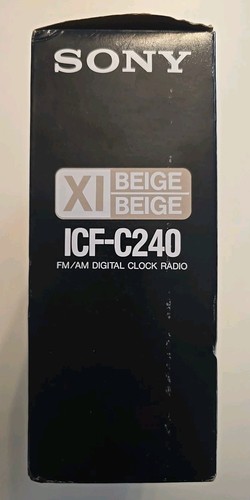 SONY
XI BEIGE
BEIGE
ICF-C240
FM/AM DIGITAL CLOCK RADIO